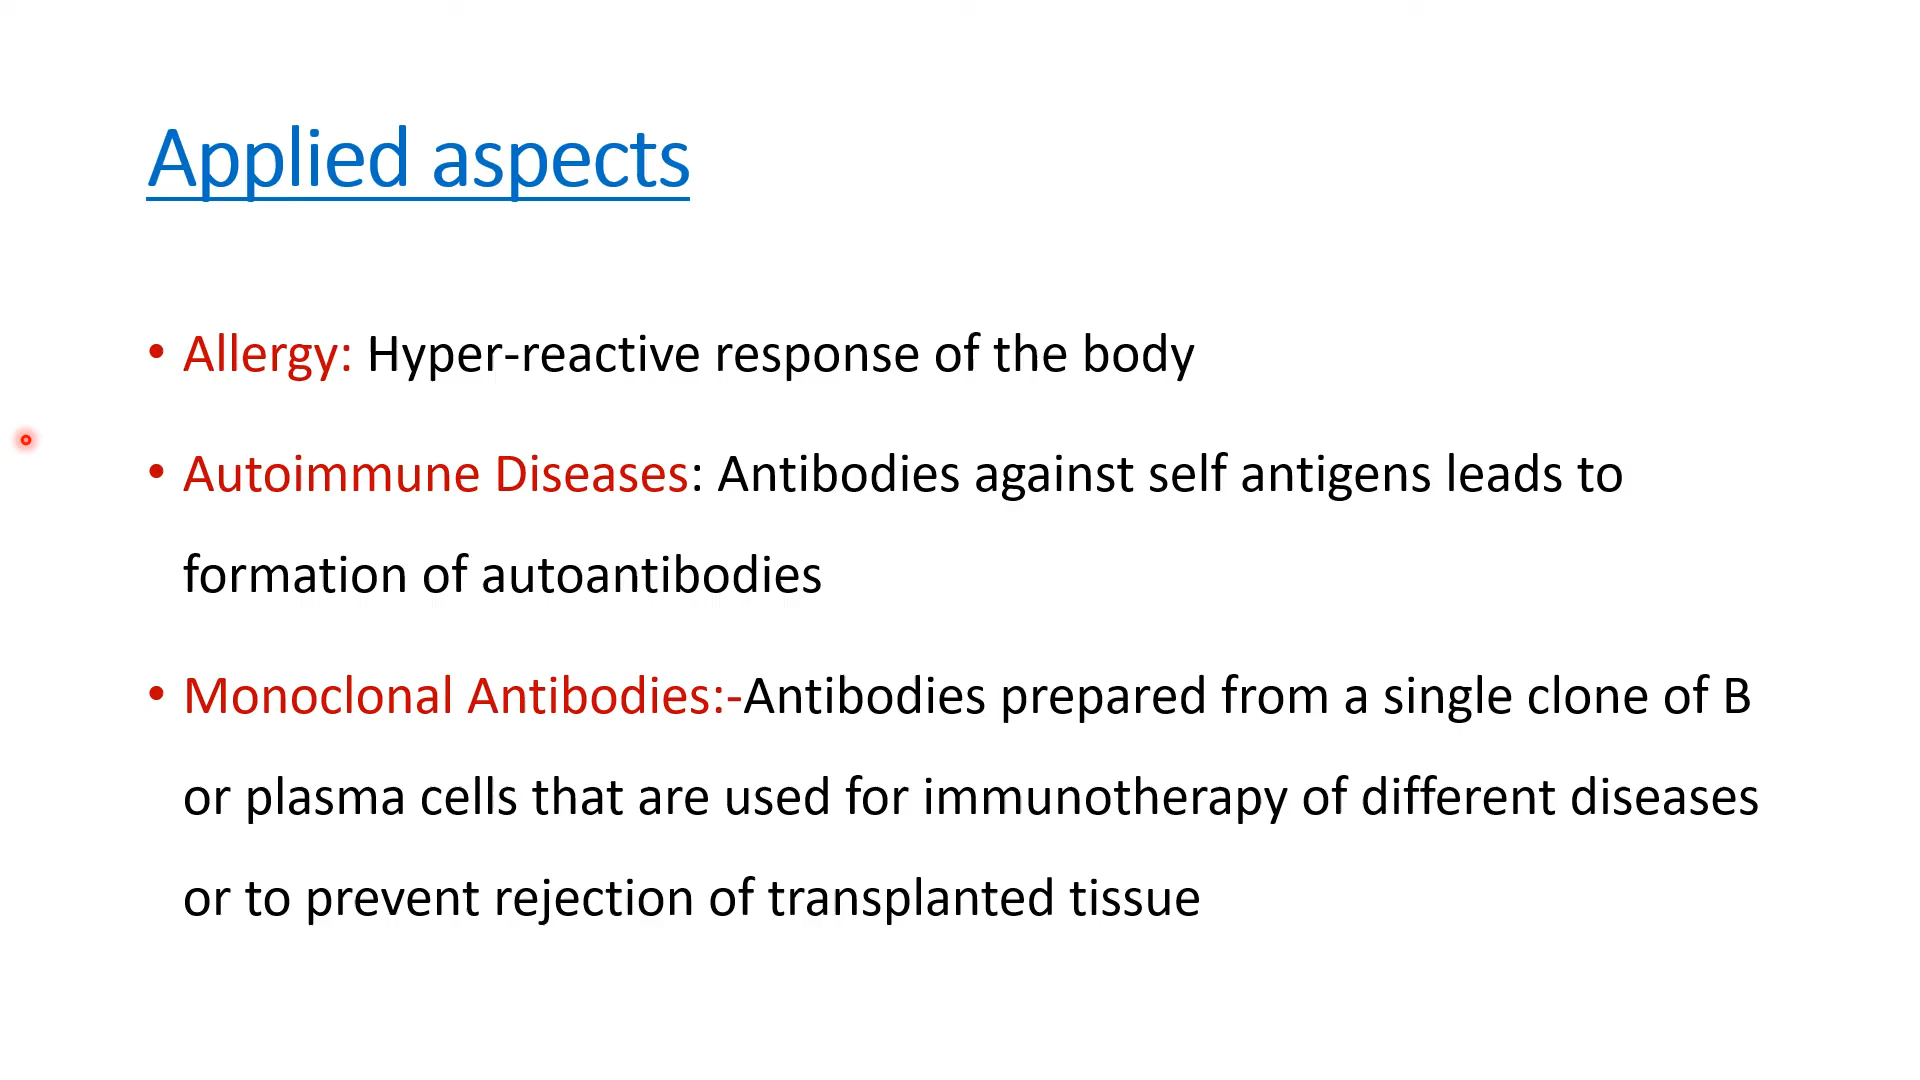 Applied aspects
• Allergy: Hyper-reactive response of the body
• Autoimmune Diseases: Antibodies against self antigens leads to
formation of autoantibodies
• Monoclonal Antibodies:-Antibodies prepared from a single clone of B
or plasma cells that are used for immunotherapy of different diseases
or to prevent rejection of transplanted tissue